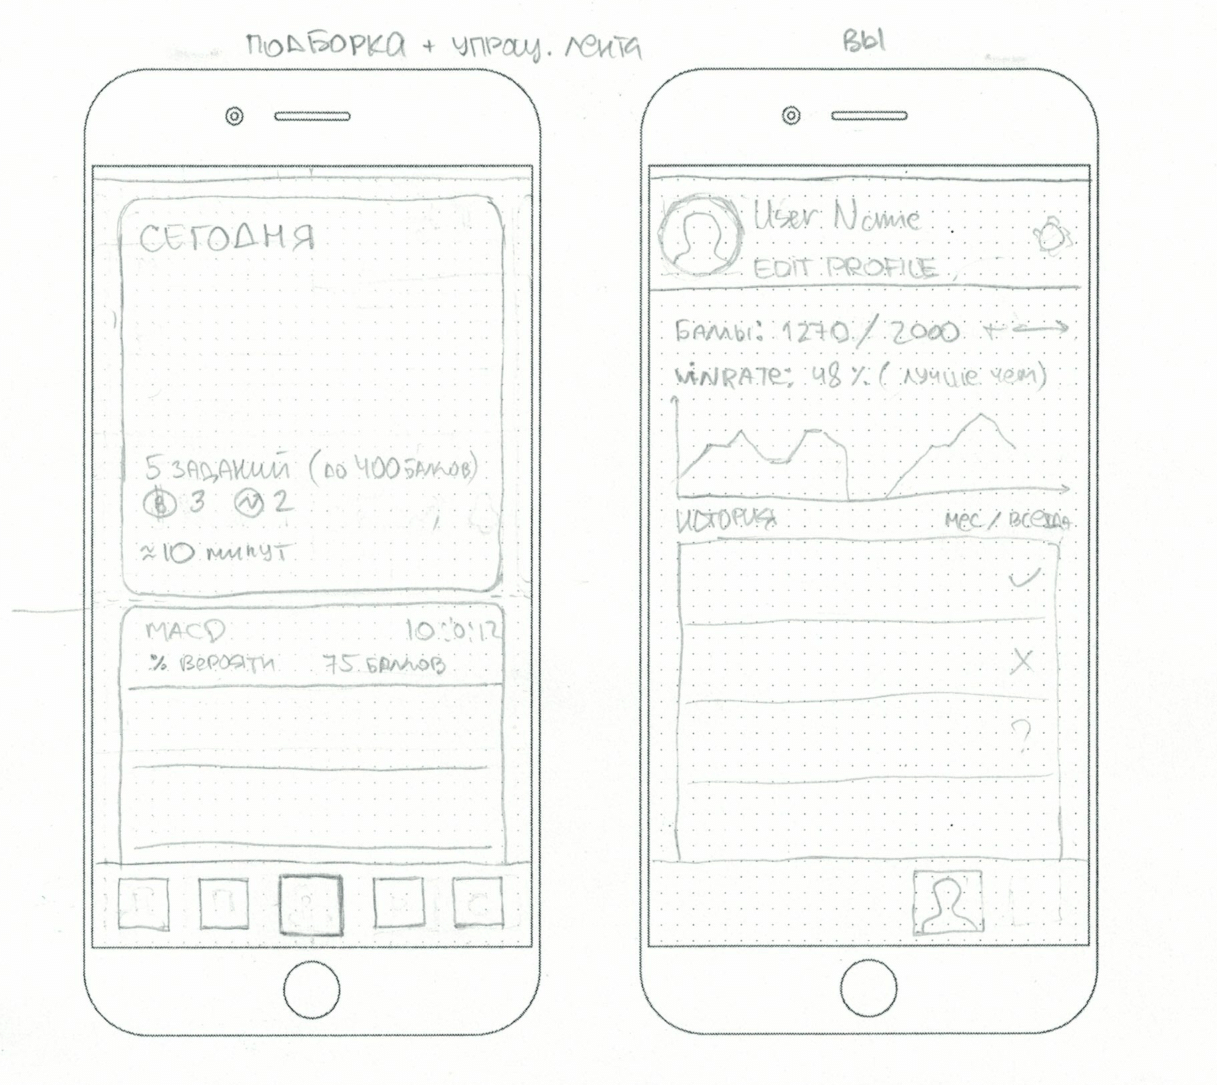 ПОДБОРКА + УПРОЩ. ЛЕНТА
СЕГОДНЯ
5 ЗАДАНИЙ (ДО 400 БАЛЛОВ)
3 2
≈10 минут
MACD 10:0:12
% ВЕРОЯТН 75 БАЛЛОВ
ВЫ
User Name
EDIT PROFILE
БАЛЛЫ: 1270 / 2000 + →
WINRATE: 48 % ( лучше чем)
ИСТОРИЯ МЕС / ВСЕГДА
?